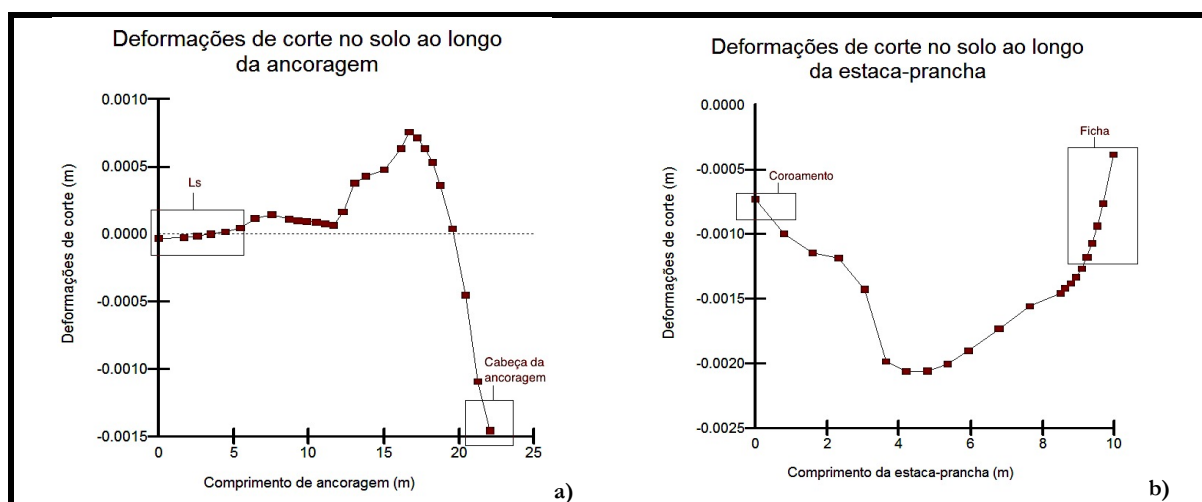 Deformações de corte no solo ao longo
da ancoragem
Deformações de corte (m)
0.0010
0.0005
0.0000
-0.0005
-0.0010
-0.0015
Ls
Cabeça da
ancoragem
0 5 10 15 20 25
Comprimento de ancoragem (m)
a)
Deformações de corte no solo ao longo
da estaca-prancha
Deformações de corte (m)
0.0000
-0.0005
-0.0010
-0.0015
-0.0020
-0.0025
Coroamento
Ficha
0 2 4 6 8 10
Comprimento da estaca-prancha (m)
b)